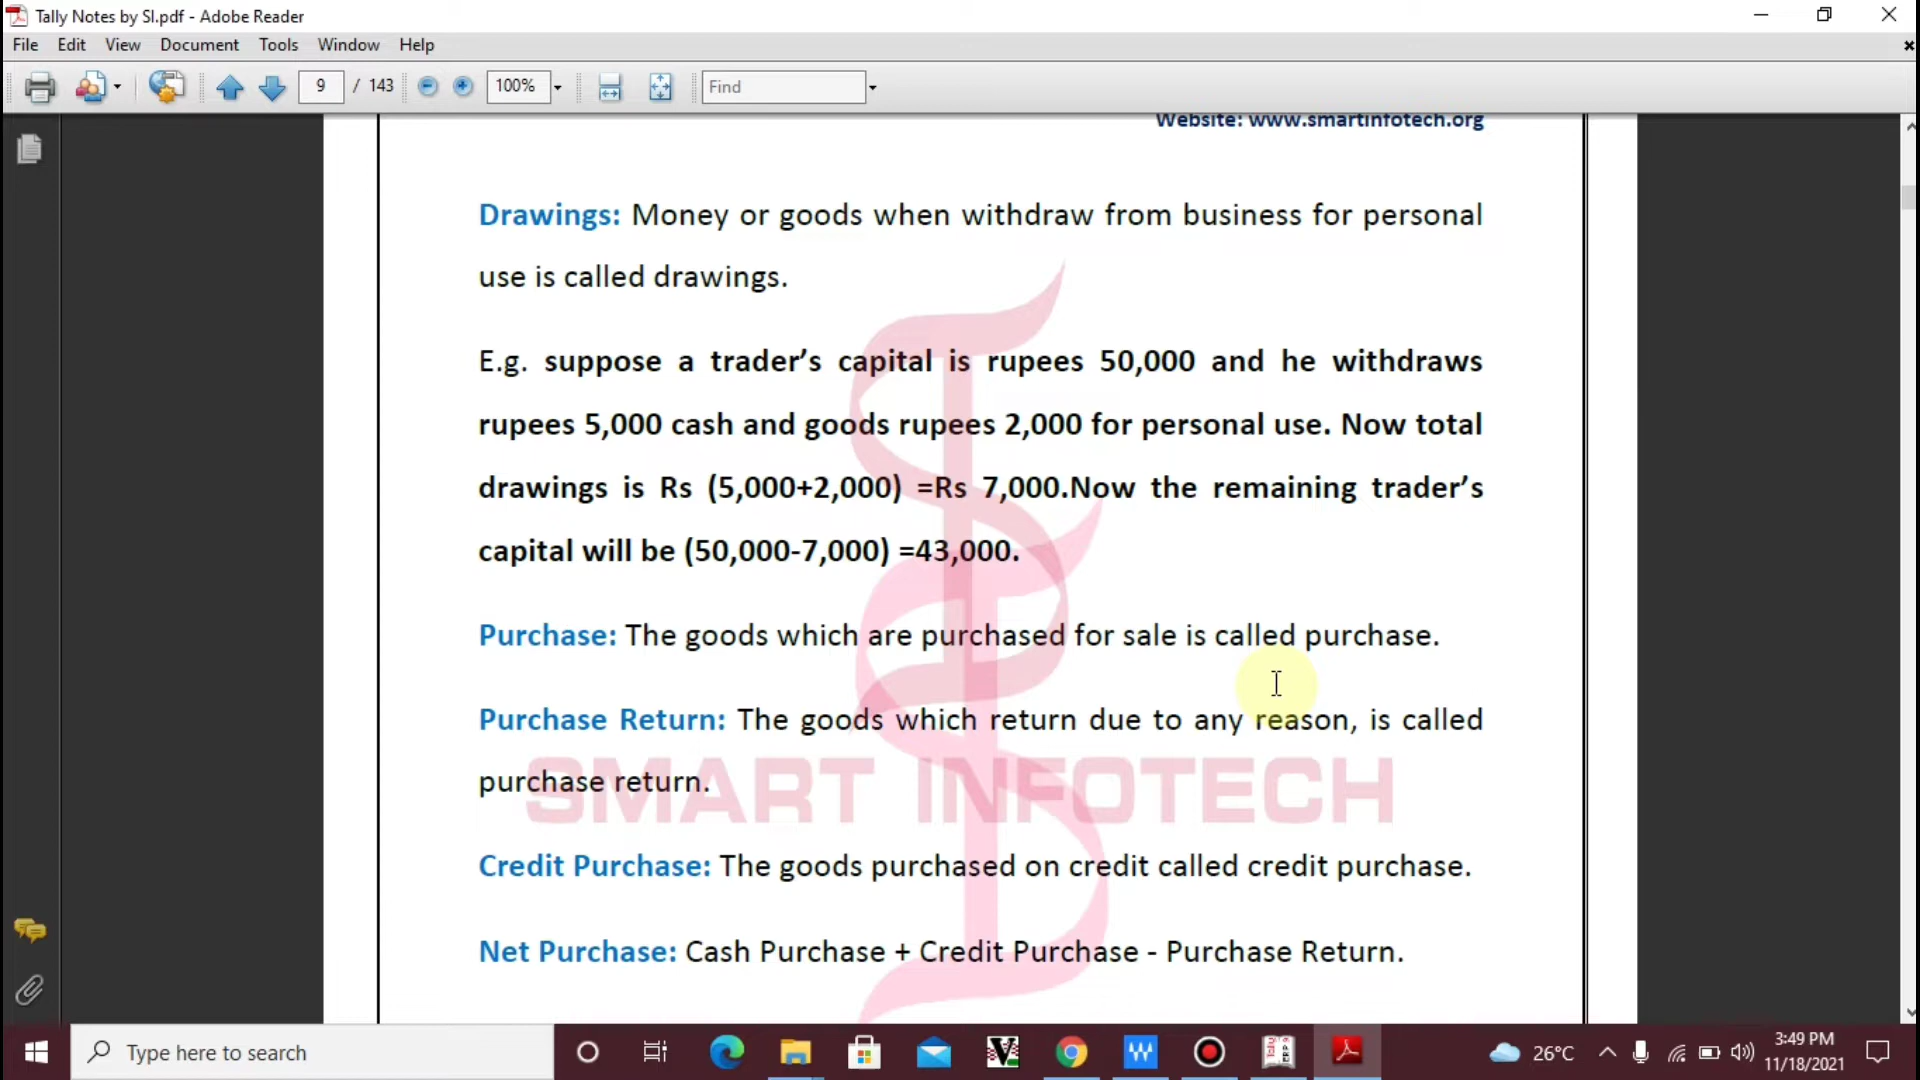 Tally Notes by SI.pdf - Adobe Reader
File Edit View Document Tools Window Help
9 / 143 100% Find
Website: www.smartinfotech.org
Drawings: Money or goods when withdraw from business for personal
use is called drawings.
E.g. suppose a trader’s capital is rupees 50,000 and he withdraws
rupees 5,000 cash and goods rupees 2,000 for personal use. Now total
drawings is Rs (5,000+2,000) =Rs 7,000.Now the remaining trader’s
capital will be (50,000-7,000) =43,000.
Purchase: The goods which are purchased for sale is called purchase.
Purchase Return: The goods which return due to any reason, is called
purchase return.
SMART INFOTECH
Credit Purchase: The goods purchased on credit called credit purchase.
Net Purchase: Cash Purchase + Credit Purchase - Purchase Return.
Type here to search
26°C
3:49 PM
11/18/2021